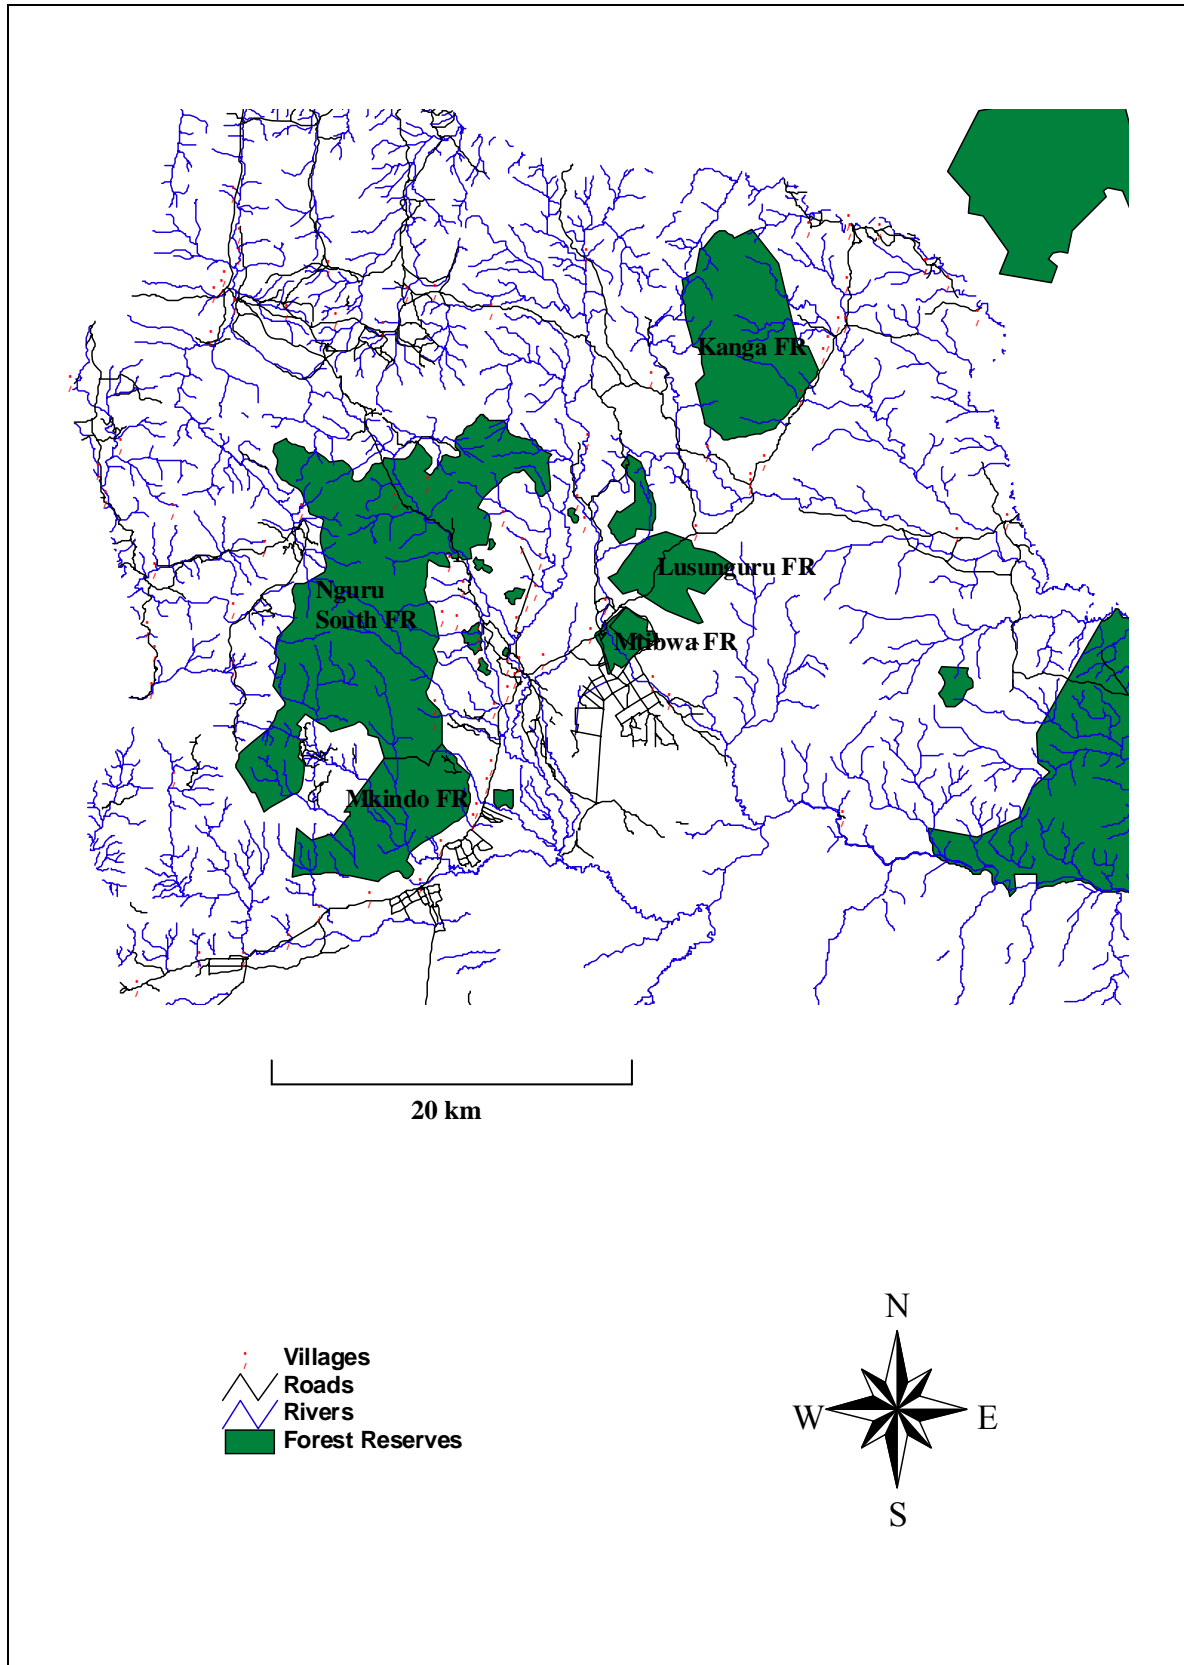 Kanga FR
Lusunguru FR
Nguru
South FR
Mtibwa FR
Mkindo FR
20 km
N
W
E
S
Villages
Roads
Rivers
Forest Reserves